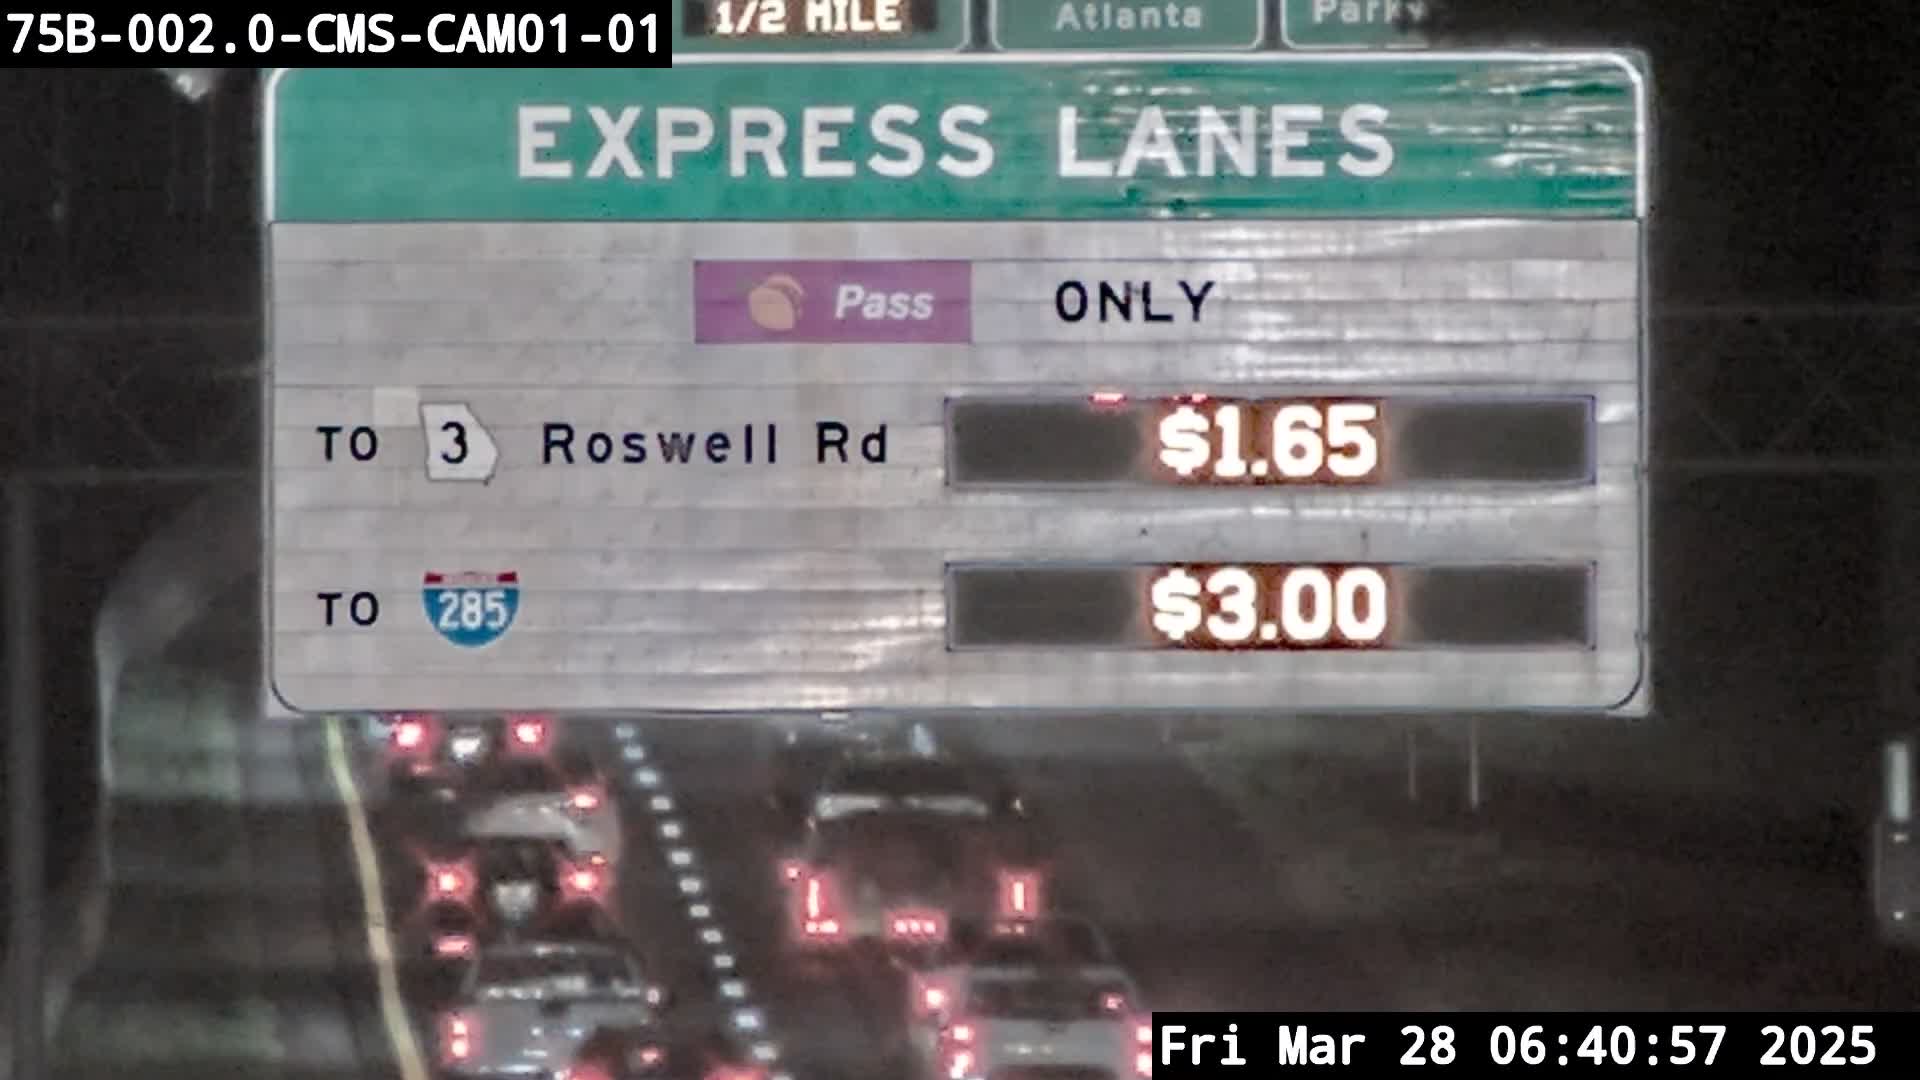 75B-002.0-CMS-CAM01-01
1/2 MILE
Atlanta
EXPRESS LANES
Pass ONLY
TO 3 Roswell Rd $1.65
TO 285 $3.00
Fri Mar 28 06:40:57 2025